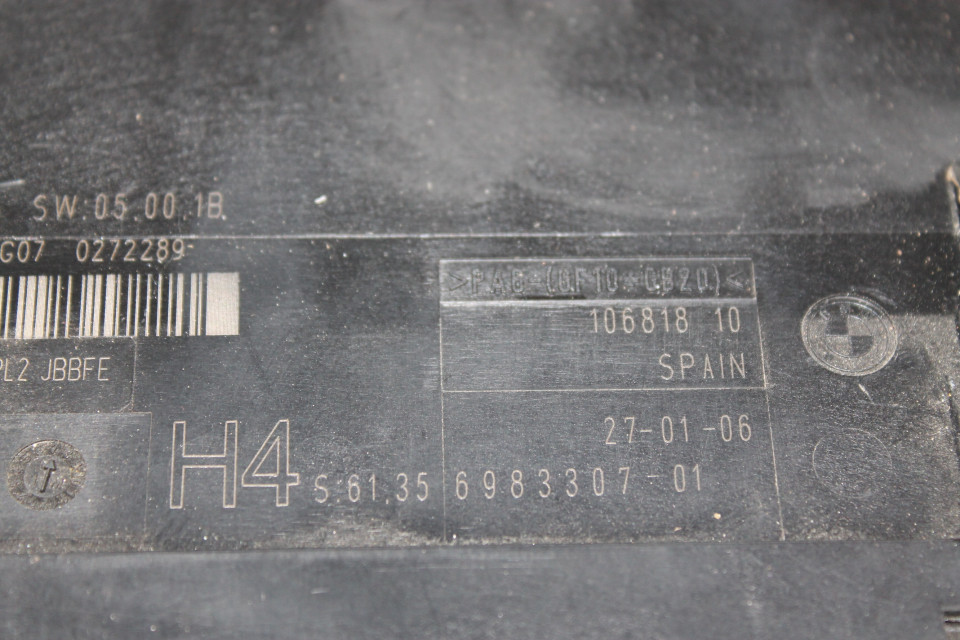 SW:05.00.1B
G07 0272289
>PA6-(GF10+GB20)<
106818 10
SPAIN
PL2 JBBFE
27-01-06
H4 S:61.35 6983307-01